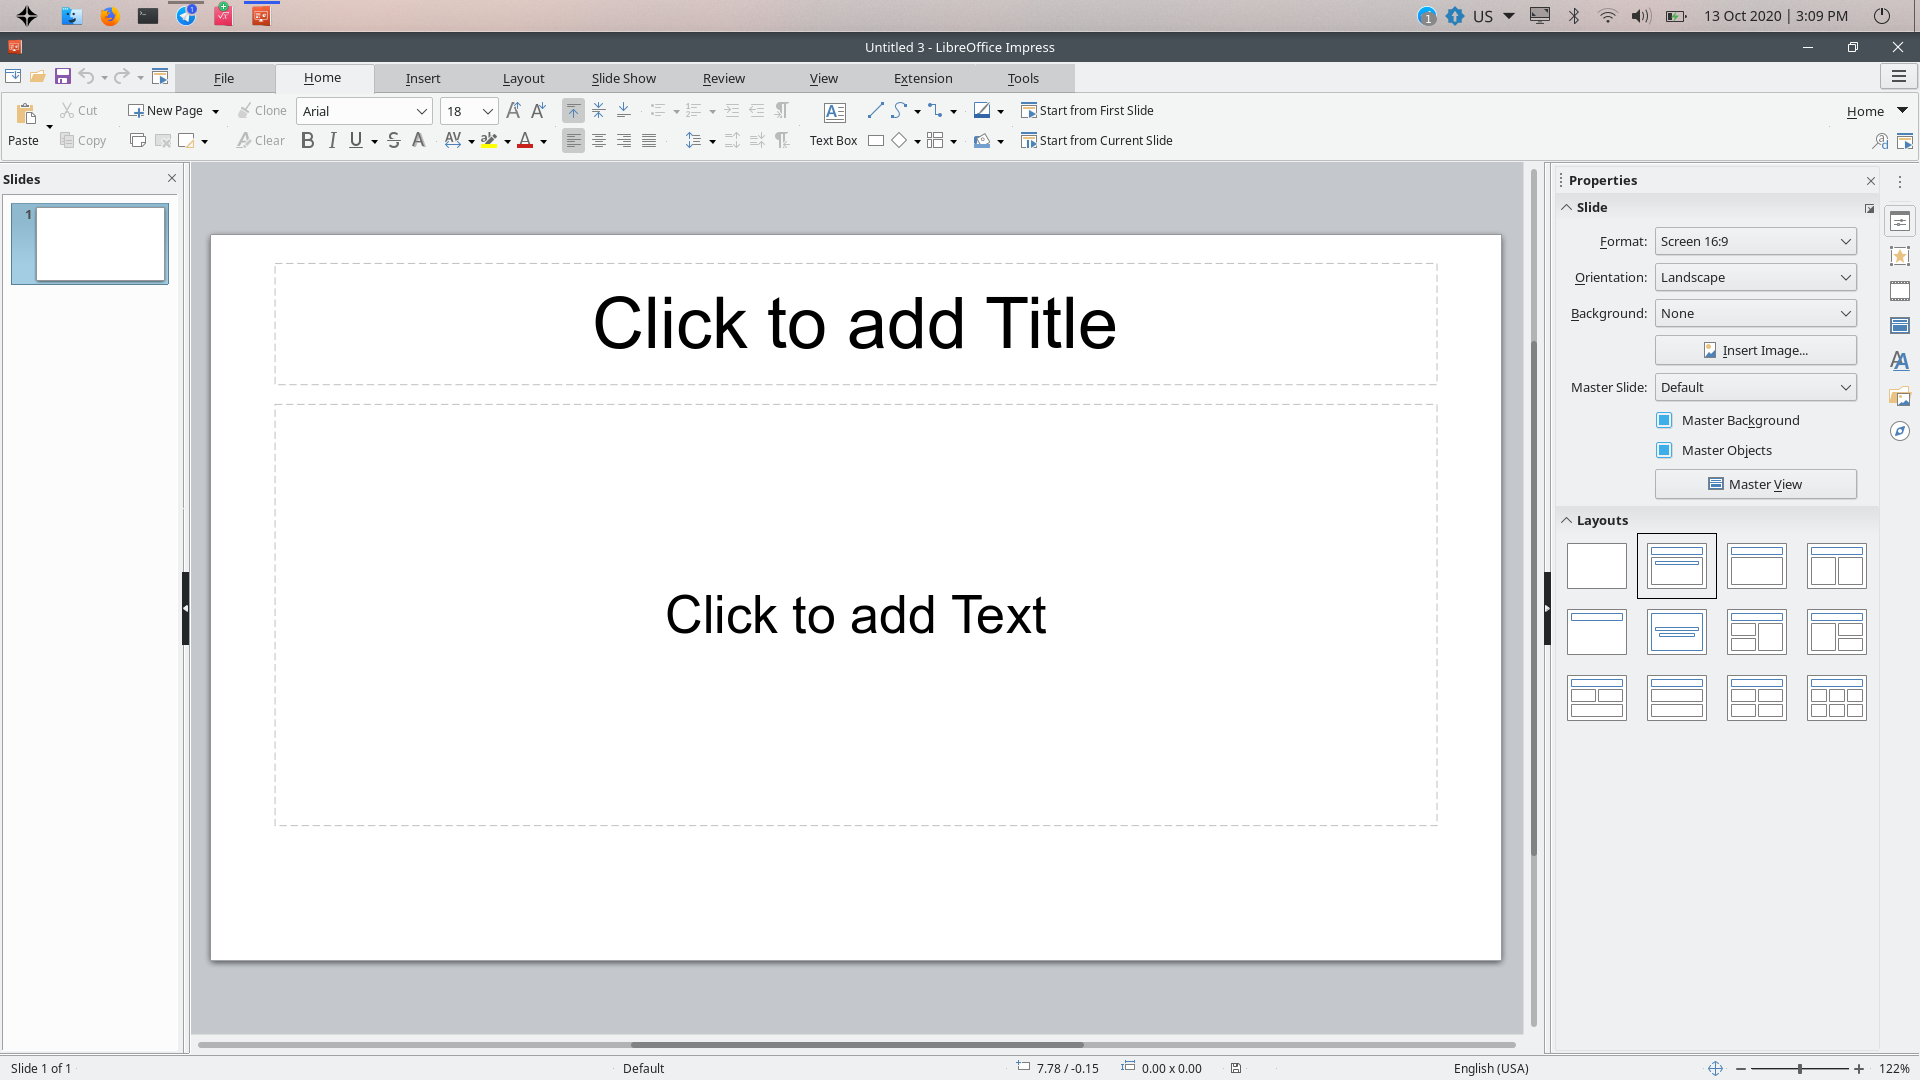 1
1
US
13 Oct 2020 | 3:09 PM
Untitled 3 - LibreOffice Impress
File
Home
Insert
Layout
Slide Show
Review
View
Extension
Tools
Paste
Cut
Copy
New Page
Clone
Clear
Arial
18
Text Box
Start from First Slide
Start from Current Slide
Home
Slides
1
Click to add Title
Click to add Text
Properties
Slide
Format: Screen 16:9
Orientation: Landscape
Background: None
Insert Image...
Master Slide: Default
Master Background
Master Objects
Master View
Layouts
Slide 1 of 1
Default
7.78 / -0.15
0.00 x 0.00
English (USA)
122%